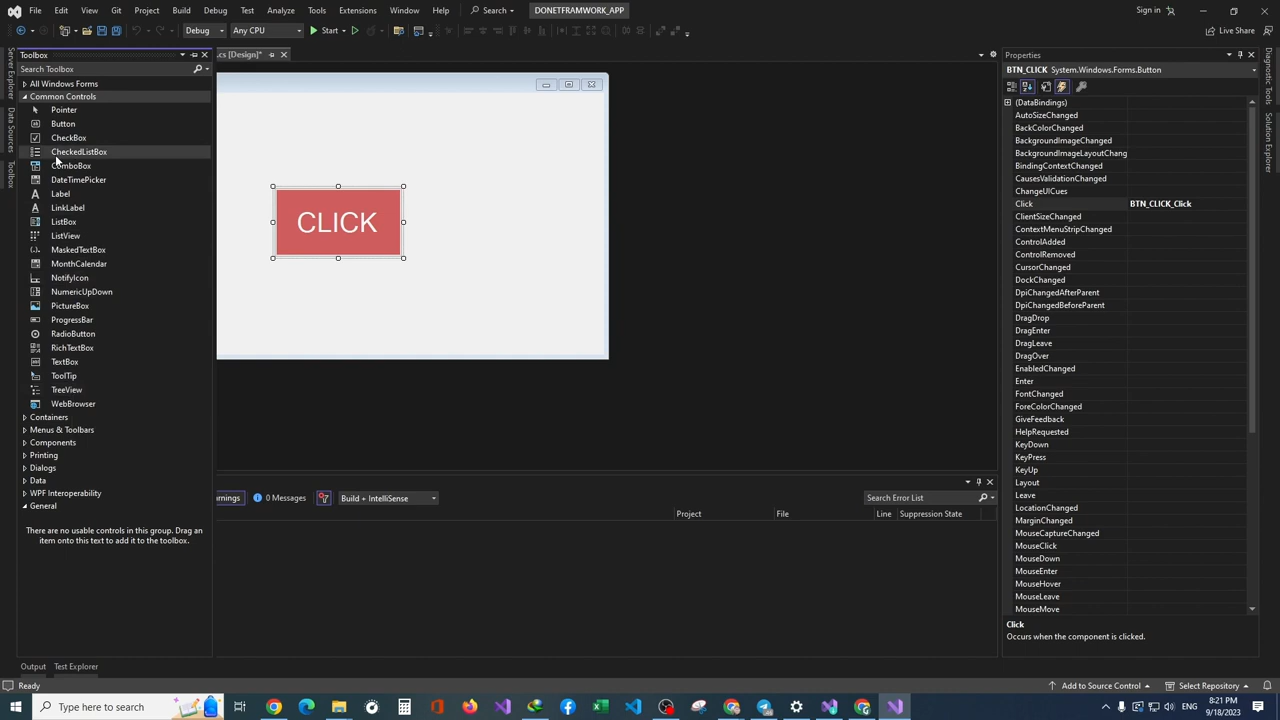 File Edit View Git Project Build Debug Test Analyze Tools Extensions Window Help Search DONETFRAMWORK_APP Sign in
Debug Any CPU Start Live Share
Toolbox .cs [Design]* Properties
Search Toolbox BTN_CLICK System.Windows.Forms.Button
All Windows Forms
Common Controls
Pointer
Button
CheckBox
CheckedListBox
ComboBox
DateTimePicker
Label
LinkLabel
ListBox
ListView
MaskedTextBox
MonthCalendar
NotifyIcon
NumericUpDown
PictureBox
ProgressBar
RadioButton
RichTextBox
TextBox
ToolTip
TreeView
WebBrowser
Containers
Menus & Toolbars
Components
Printing
Dialogs
Data
WPF Interoperability
General
There are no usable controls in this group. Drag an
item onto this text to add it to the toolbox.
Server Explorer
Data Sources
Toolbox
CLICK
0 Messages Build + IntelliSense Search Error List
Project File Line Suppression State
(DataBindings)
AutoSizeChanged
BackColorChanged
BackgroundImageChanged
BackgroundImageLayoutChang
BindingContextChanged
CausesValidationChanged
ChangeUICues
Click BTN_CLICK_Click
ClientSizeChanged
ContextMenuStripChanged
ControlAdded
ControlRemoved
CursorChanged
DockChanged
DpiChangedAfterParent
DpiChangedBeforeParent
DragDrop
DragEnter
DragLeave
DragOver
EnabledChanged
Enter
FontChanged
ForeColorChanged
GiveFeedback
HelpRequested
KeyDown
KeyPress
KeyUp
Layout
Leave
LocationChanged
MarginChanged
MouseCaptureChanged
MouseClick
MouseDown
MouseEnter
MouseHover
MouseLeave
MouseMove
Click
Occurs when the component is clicked.
Diagnostic Tools
Solution Explorer
Output Test Explorer
Ready Add to Source Control Select Repository
Type here to search ENG 8:21 PM
9/18/2023